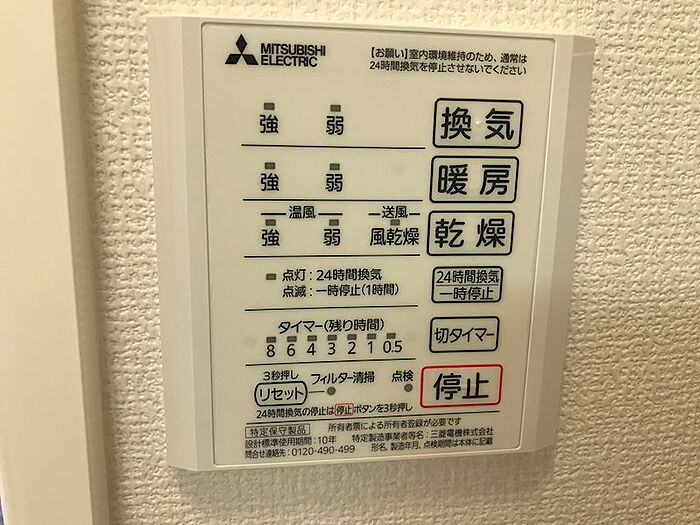 MITSUBISHI ELECTRIC
【お願い】室内環境維持のため、通常は
24時間換気を停止させないでください
強 弱 換気
強 弱 暖房
温風 送風
強 弱 風乾燥 乾燥
点灯:24時間換気
点滅:一時停止(1時間)
24時間換気
一時停止
タイマー(残り時間)
8 6 4 3 2 1 0.5
切タイマー
3秒押し
リセット フィルター清掃 点検
停止
24時間換気の停止は停止ボタンを3秒押し
特定保守製品 所有者票による所有者登録が必要です
設計標準使用期間:10年 特定製造事業者等名:三菱電機株式会社
問合せ連絡先:0120-490-499 形名、製造年月、点検期間は本体に記載